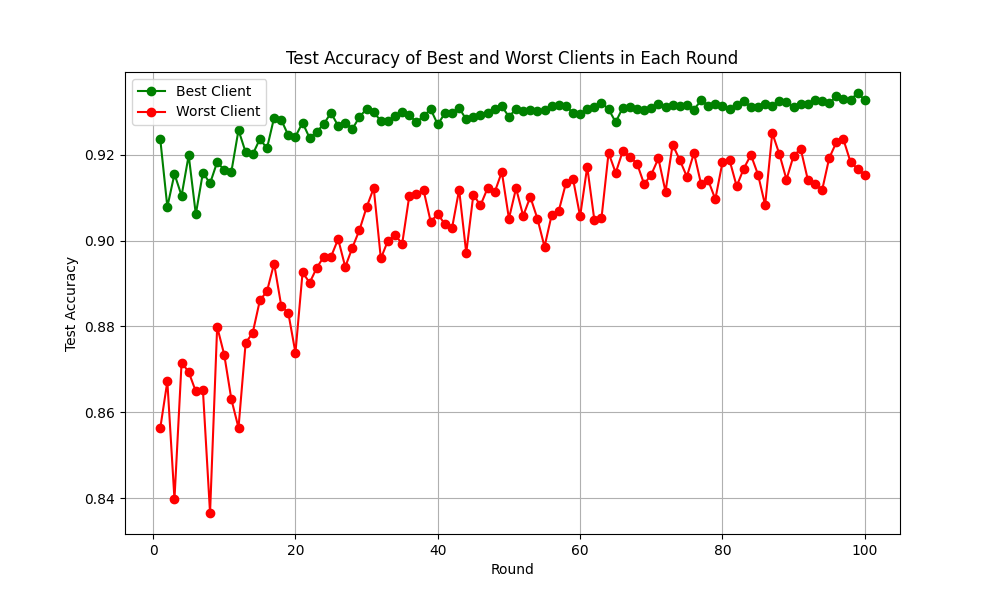 Test Accuracy of Best and Worst Clients in Each Round
Best Client
Worst Client
Test Accuracy
0.92
0.90
0.88
0.86
0.84
0
20
40
60
80
100
Round